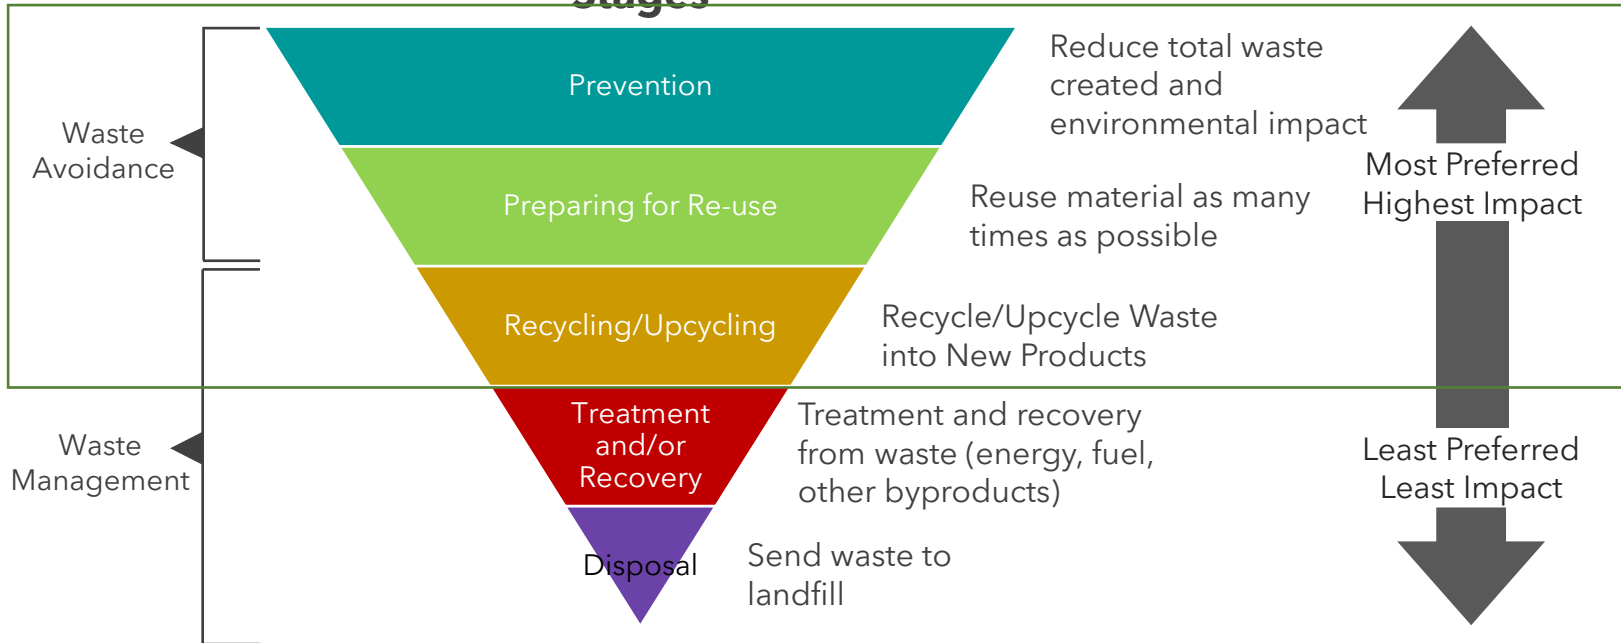 Stages
Waste
Avoidance
Prevention
Reduce total waste
created and
environmental impact
Most Preferred
Highest Impact
Preparing for Re-use
Reuse material as many
times as possible
Recycling/Upcycling
Recycle/Upcycle Waste
into New Products
Waste
Management
Treatment
and/or
Recovery
Treatment and recovery
from waste (energy, fuel,
other byproducts)
Least Preferred
Least Impact
Disposal
Send waste to
landfill